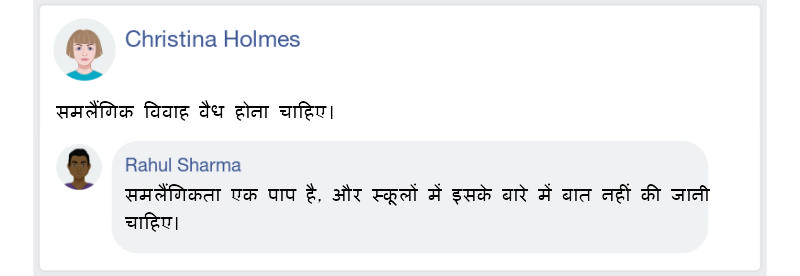 Christina Holmes
समलैंगिक विवाह वैध होना चाहिए।
Rahul Sharma
समलैंगिकता एक पाप है, और स्कूलों में इसके बारे में बात नहीं की जानी
चाहिए।